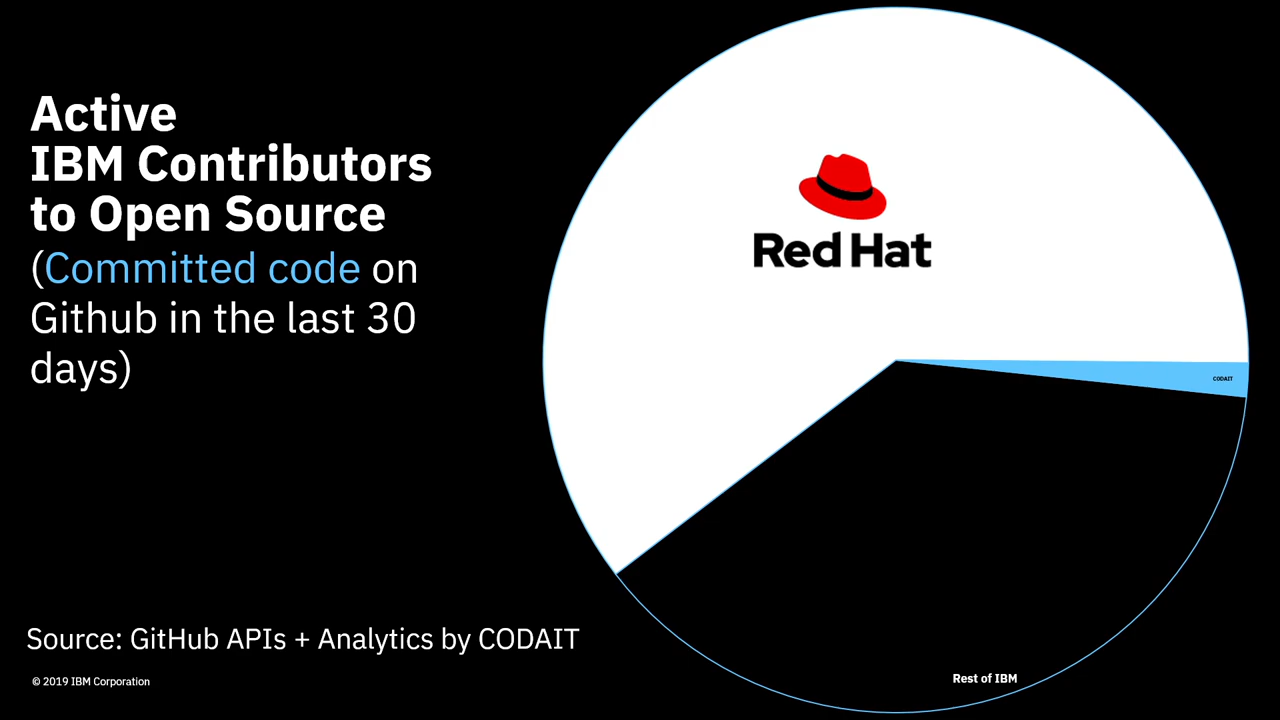 Active
IBM Contributors
to Open Source
(Committed code on
Github in the last 30
days)
Red Hat
CODAIT
Source: GitHub APIs + Analytics by CODAIT
© 2019 IBM Corporation
Rest of IBM